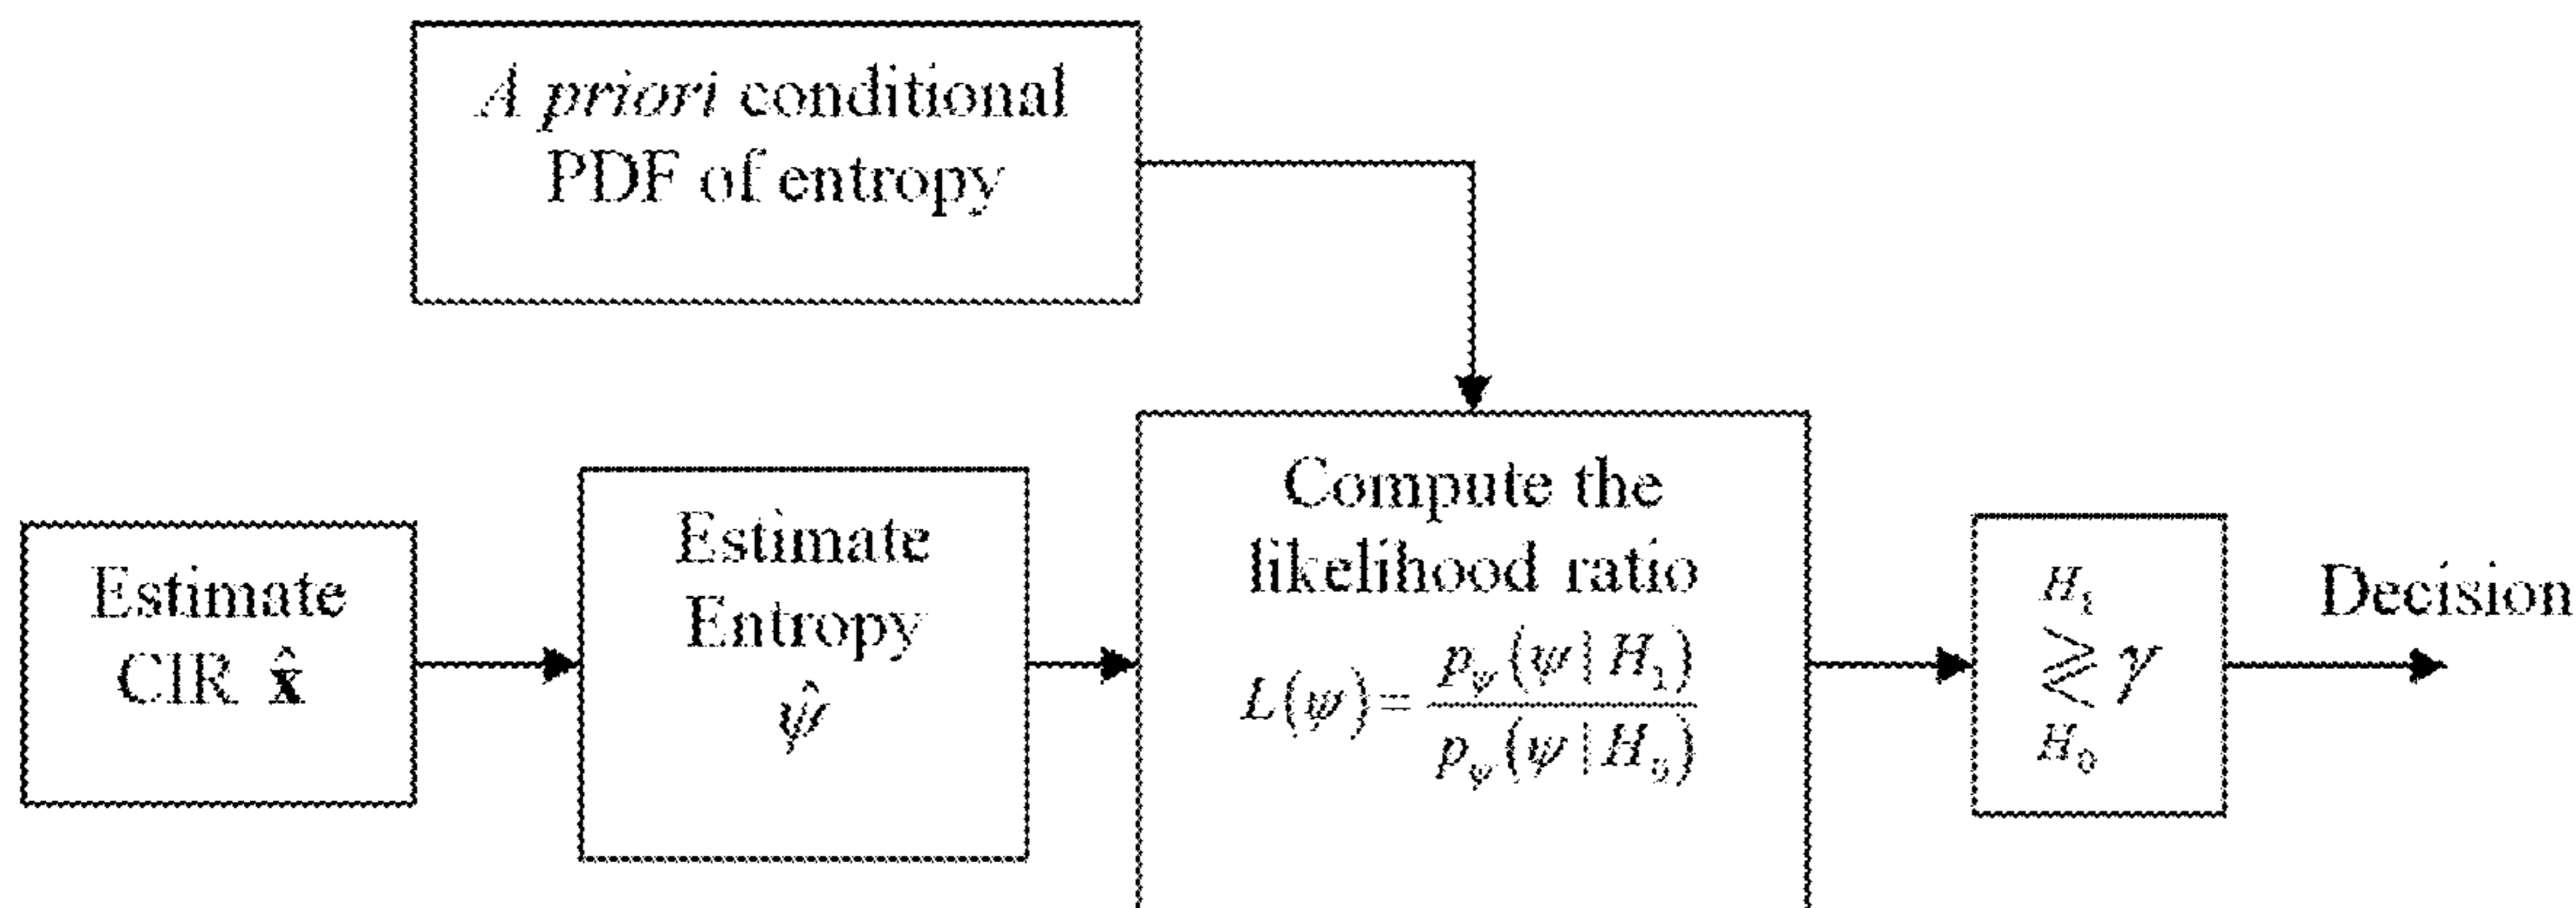 A priori conditional
PDF of entropy
Estimate
CIR x̂
Estimate
Entropy
ψ̂
Compute the
likelihood ratio
L(ψ) = p_ψ(ψ | H_1) / p_ψ(ψ | H_0)
H_1
≷ γ
H_0
Decision